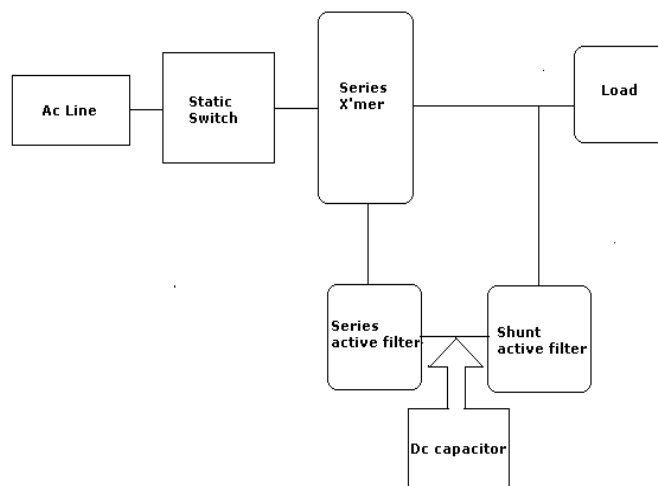 Ac Line
Static
Switch
Series
X'mer
Load
Series
active filter
Shunt
active filter
Dc capacitor